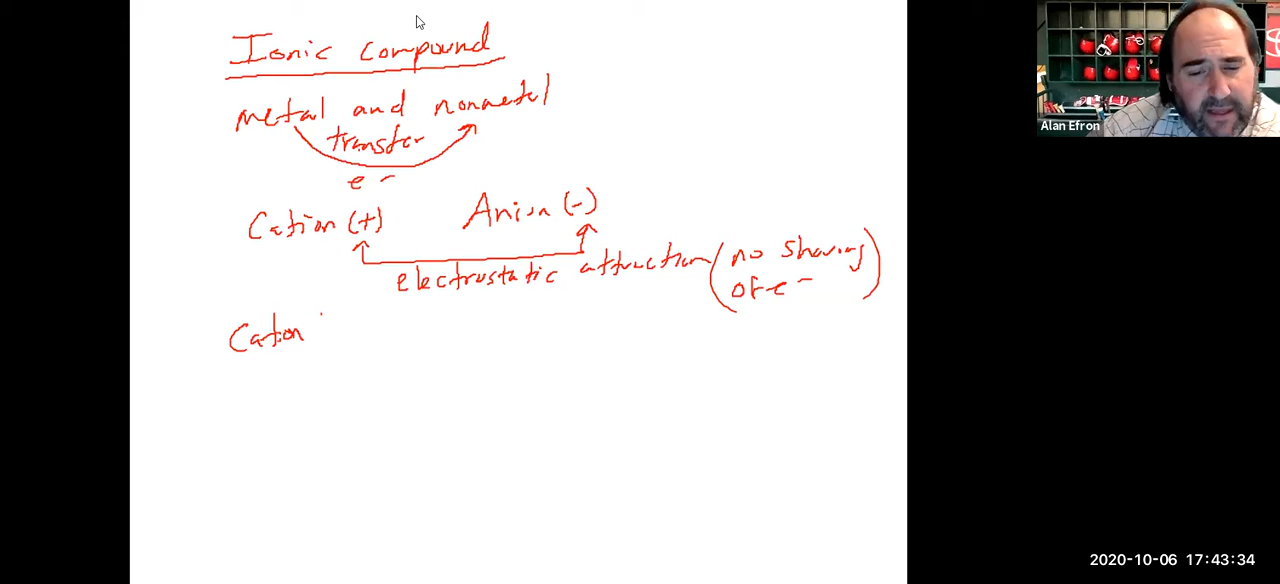 Ionic compound
metal and nonmetal
transfer
e-
Cation (+) Anion (-)
electrostatic attraction (no sharing
of e-)
Cation
Alan Efron
2020-10-06 17:43:34